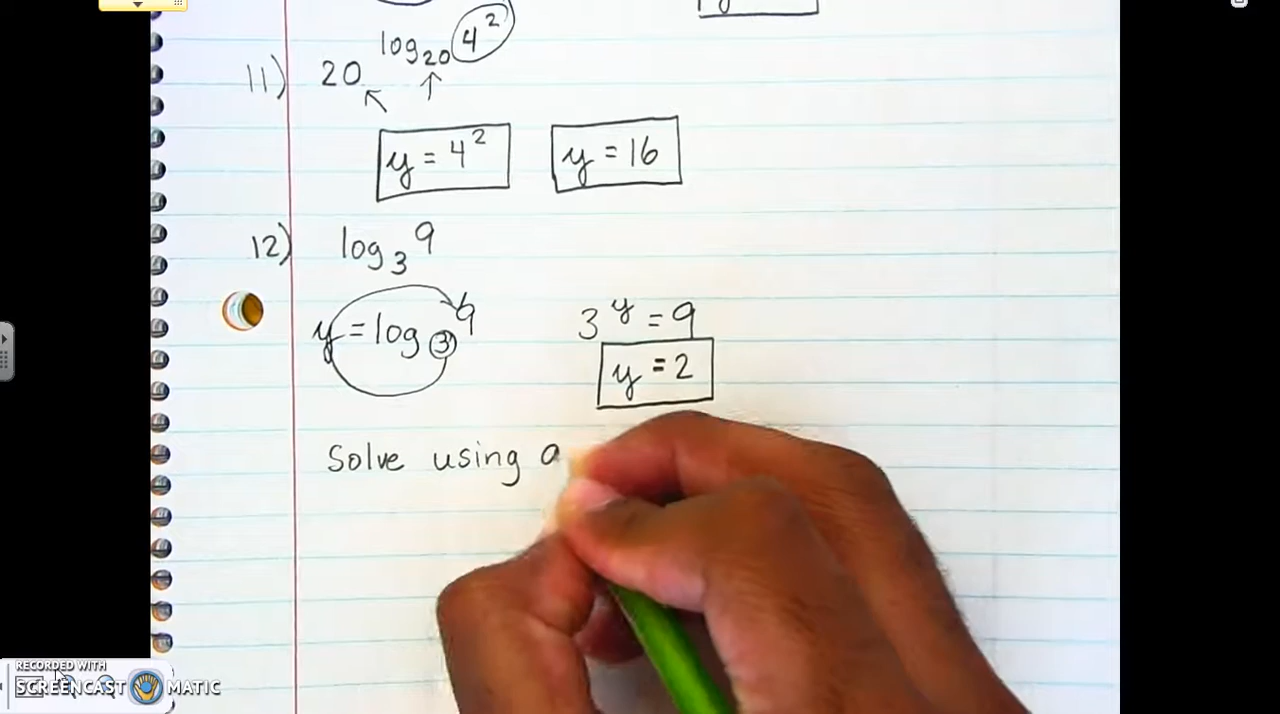 log₂₀ 4²
11) 20
y = 4²
y = 16
12) log₃ 9
y = log₃ 9
3^y = 9
y = 2
Solve using a
RECORDED WITH
SCREENCAST MATIC